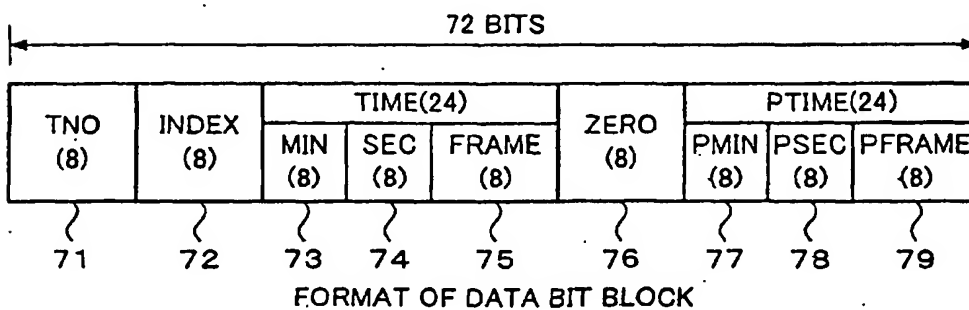 72 BITS
TIME(24) PTIME(24)
TNO INDEX ZERO
MIN SEC FRAME PMIN PSEC PFRAME
(8) (8) (8) (8) (8) (8) (8) (8) (8)
71 72 73 74 75 76 77 78 79
FORMAT OF DATA BIT BLOCK